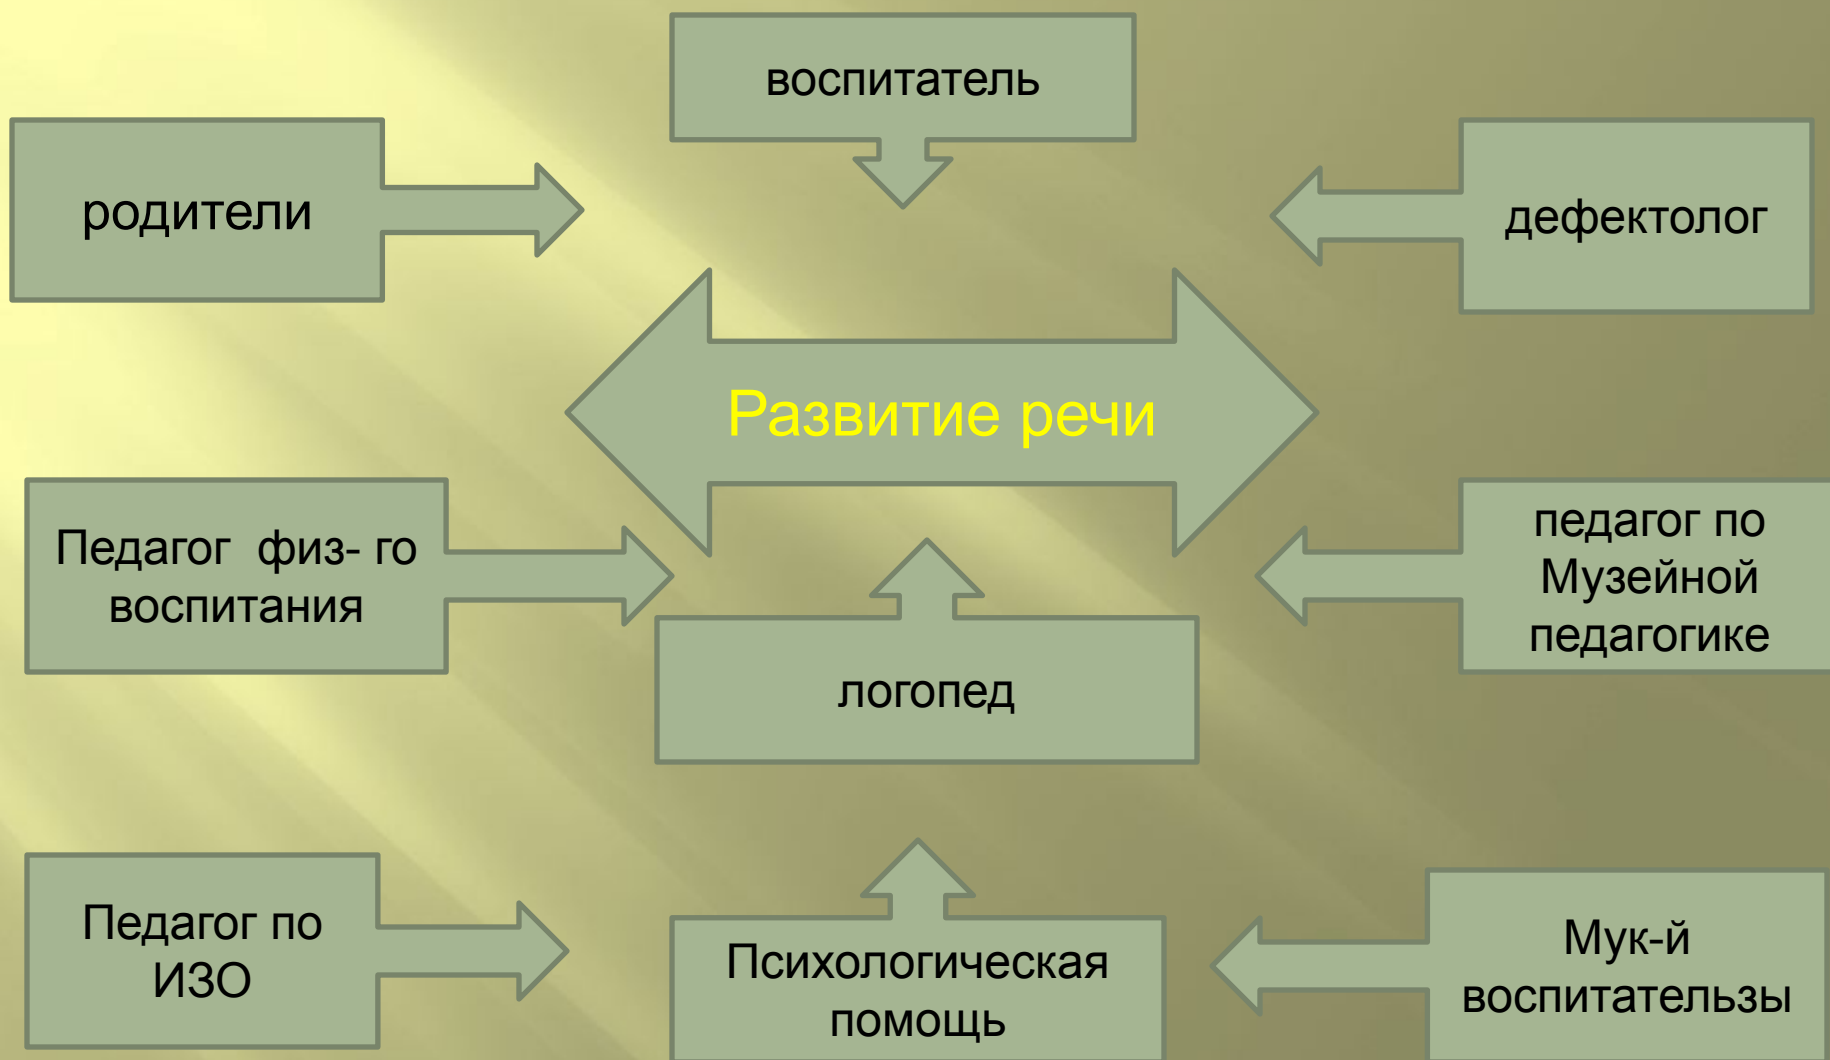 воспитатель
родители
дефектолог
Развитие речи
Педагог физ- го
воспитания
педагог по
Музейной
педагогике
логопед
Педагог по
ИЗО
Психологическая
помощь
Мук-й
воспитательзы